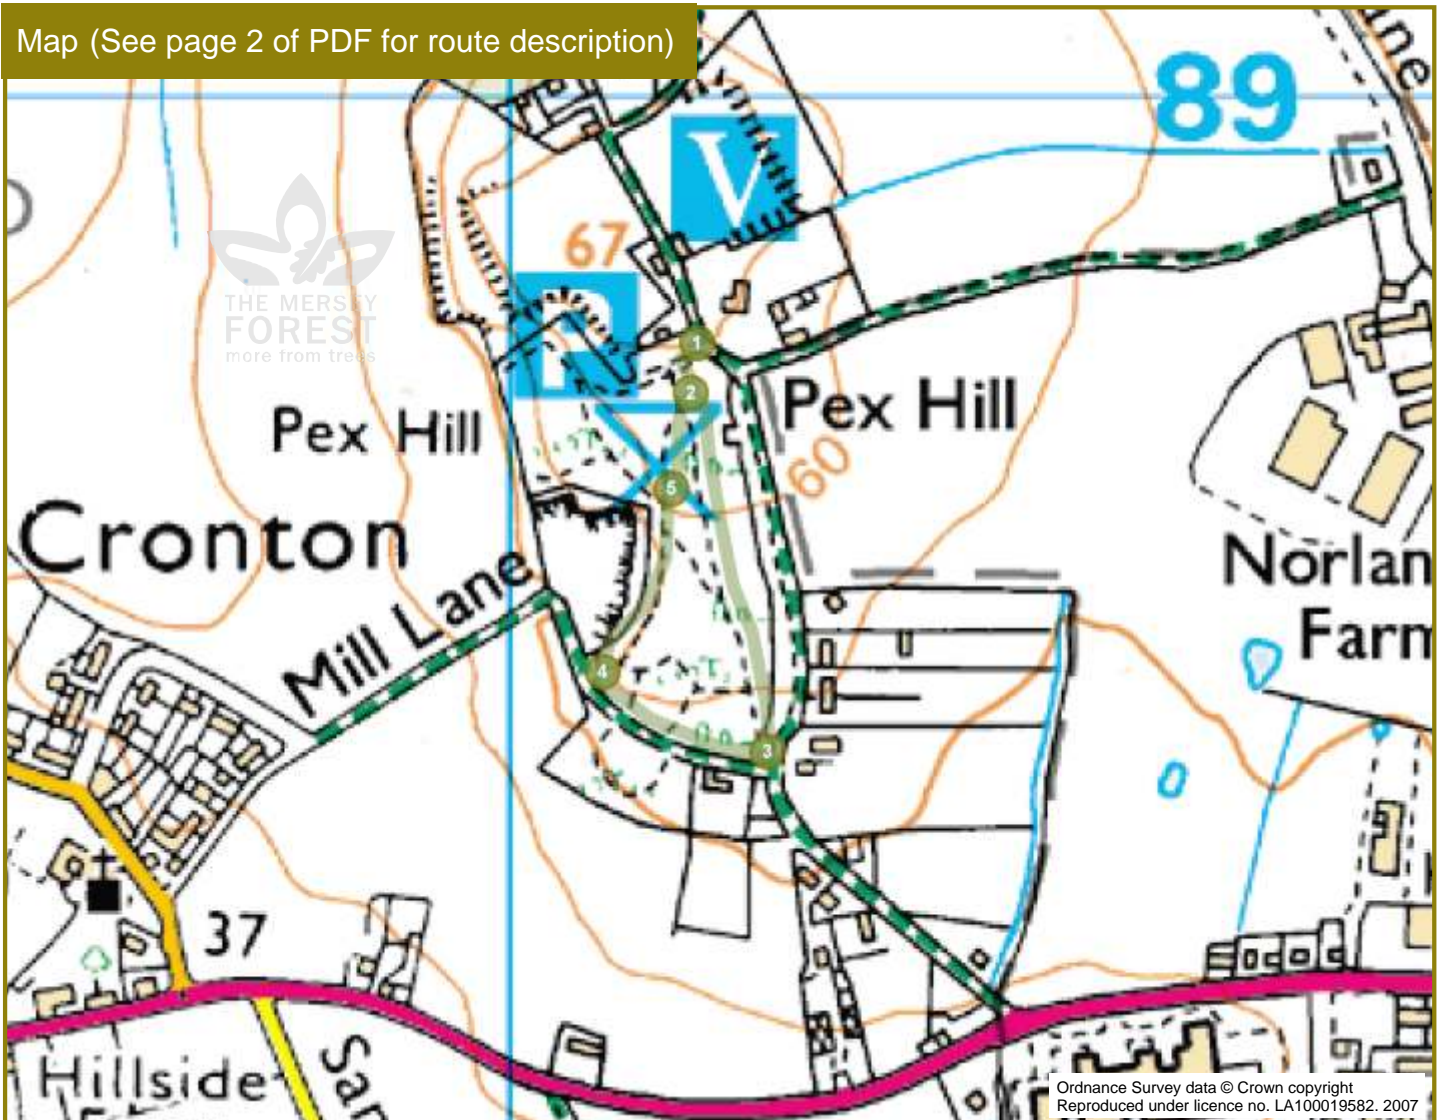 Map (See page 2 of PDF for route description)
89
V
67
THE MERSEY
FOREST
more from trees
P
1
2
Pex Hill
Pex Hill
60
5
Cronton
Mill Lane
Norlan
Farm
4
3
37
Hillside
San
ane
Ordnance Survey data © Crown copyright
Reproduced under licence no. LA100019582. 2007